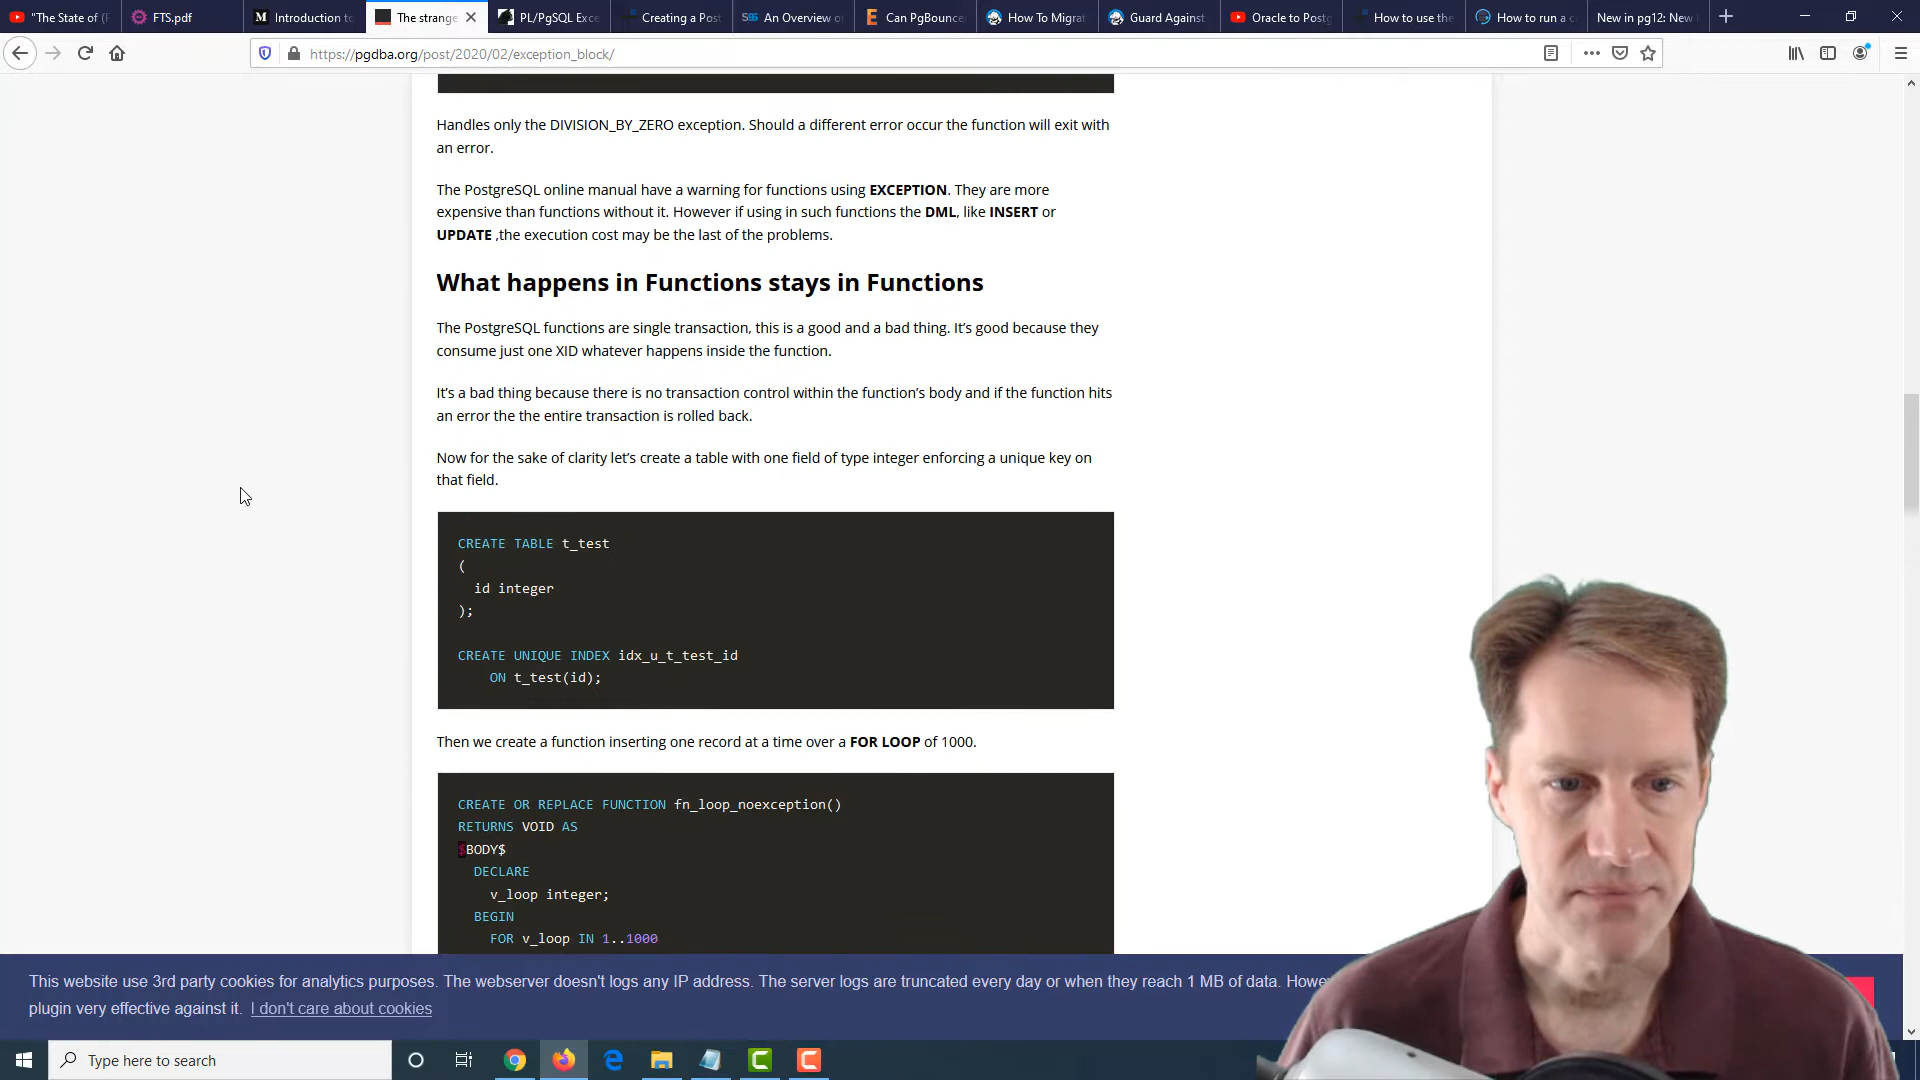 "The State of (P
FTS.pdf
Introduction to
The strange
PL/PgSQL Exc
Creating a Post
An Overview o
Can PgBounce
How To Migrat
Guard Against
Oracle to Postg
How to use the
How to run a c
New in pg12: New
https://pgdba.org/post/2020/02/exception_block/
Handles only the DIVISION_BY_ZERO exception. Should a different error occur the function will exit with
an error.
The PostgreSQL online manual have a warning for functions using EXCEPTION. They are more
expensive than functions without it. However if using in such functions the DML, like INSERT or
UPDATE ,the execution cost may be the last of the problems.
What happens in Functions stays in Functions
The PostgreSQL functions are single transaction, this is a good and a bad thing. It's good because they
consume just one XID whatever happens inside the function.
It's a bad thing because there is no transaction control within the function's body and if the function hits
an error the the entire transaction is rolled back.
Now for the sake of clarity let's create a table with one field of type integer enforcing a unique key on
that field.
CREATE TABLE t_test
(
id integer
);
CREATE UNIQUE INDEX idx_u_t_test_id
ON t_test(id);
Then we create a function inserting one record at a time over a FOR LOOP of 1000.
CREATE OR REPLACE FUNCTION fn_loop_noexception()
RETURNS VOID AS
$BODY$
DECLARE
v_loop integer;
BEGIN
FOR v_loop IN 1..1000
This website use 3rd party cookies for analytics purposes. The webserver doesn't logs any IP address. The server logs are truncated every day or when they reach 1 MB of data. Howe
plugin very effective against it. I don't care about cookies
Type here to search